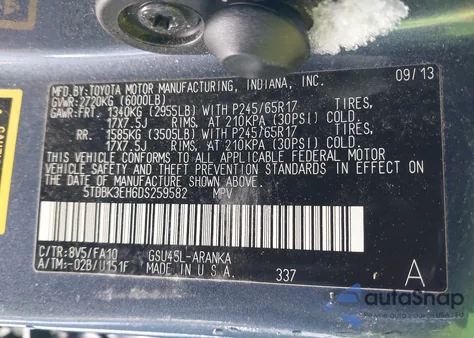 MFD. BY:TOYOTA MOTOR MANUFACTURING, INDIANA, INC. 09/13
GVWR: 2720KG (6000LB)
GAWR:FRT. 1340KG (2955LB) WITH P245/65R17 TIRES,
17X7.5J RIMS, AT 210KPA (30PSI) COLD.
RR. 1585KG (3505LB) WITH P245/65R17 TIRES,
17X7.5J RIMS, AT 210KPA (30PSI) COLD.
THIS VEHICLE CONFORMS TO ALL APPLICABLE FEDERAL MOTOR
VEHICLE SAFETY AND THEFT PREVENTION STANDARDS IN EFFECT
ON THE DATE OF MANUFACTURE SHOWN ABOVE.
5TDBK3EH6DS259582 MPV
C/TR:8V5/FA10 GSU45L-ARANKA
A/TM:-02B/U151F MADE IN U.S.A. 337 A
autoSnap